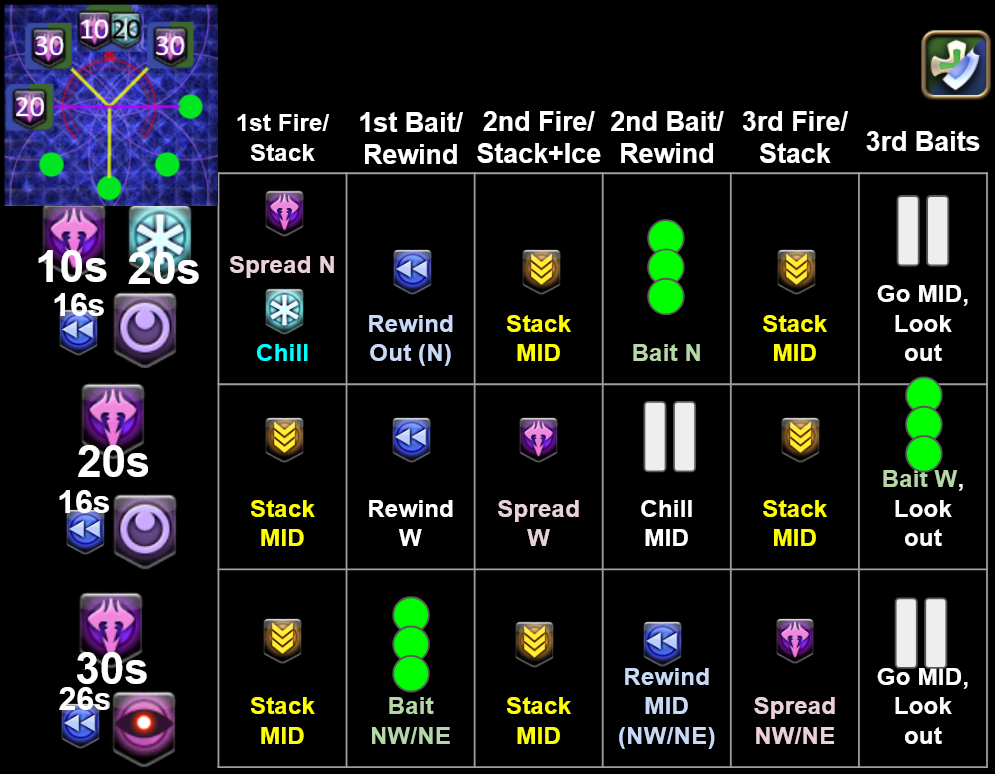 10 20
30 30
20
1st Fire/
Stack
1st Bait/
Rewind
2nd Fire/
Stack+Ice
2nd Bait/
Rewind
3rd Fire/
Stack
3rd Baits
10s 20s
16s
Spread N
Chill
Rewind
Out (N)
Stack
MID
Bait N
Stack
MID
Go MID,
Look
out
20s
16s
Stack
MID
Rewind
W
Spread
W
Chill
MID
Stack
MID
Bait W,
Look
out
30s
26s
Stack
MID
Bait
NW/NE
Stack
MID
Rewind
MID
(NW/NE)
Spread
NW/NE
Go MID,
Look
out